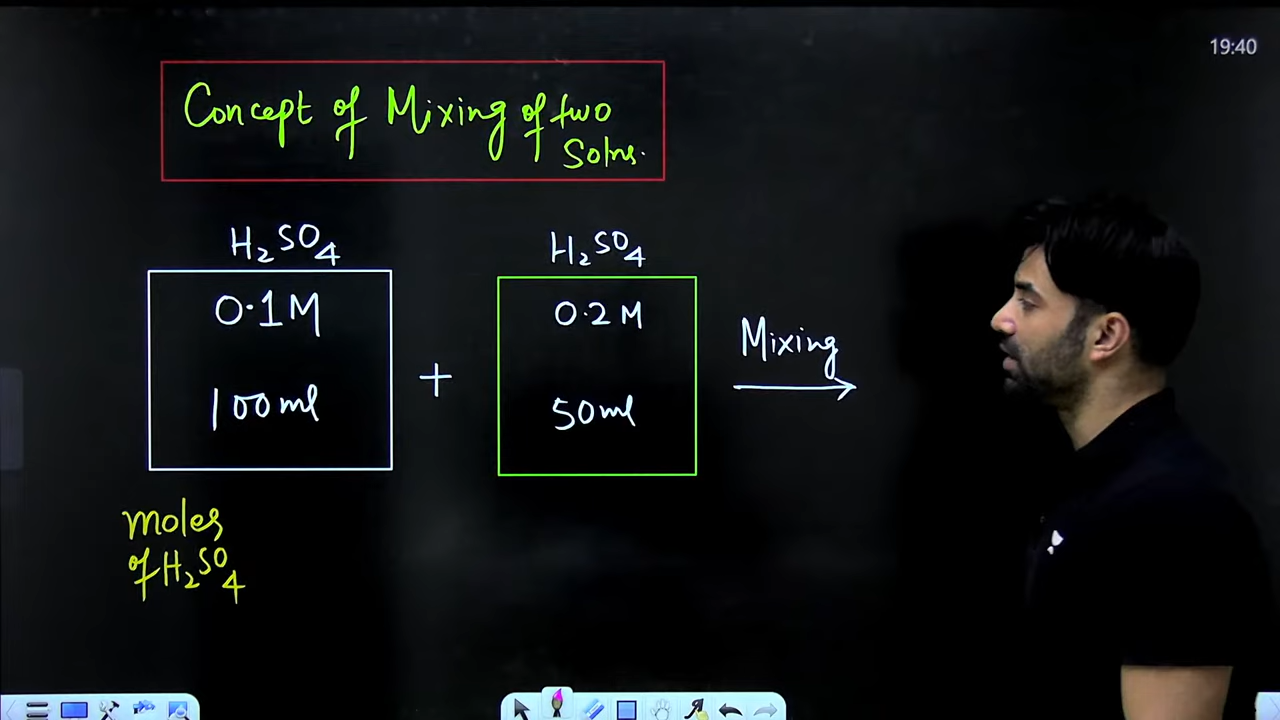 19:40
Concept of Mixing of two
Solns.
H₂SO₄
H₂SO₄
0.1M
0.2M
100ml
+
50ml
Mixing
moles
of H₂SO₄